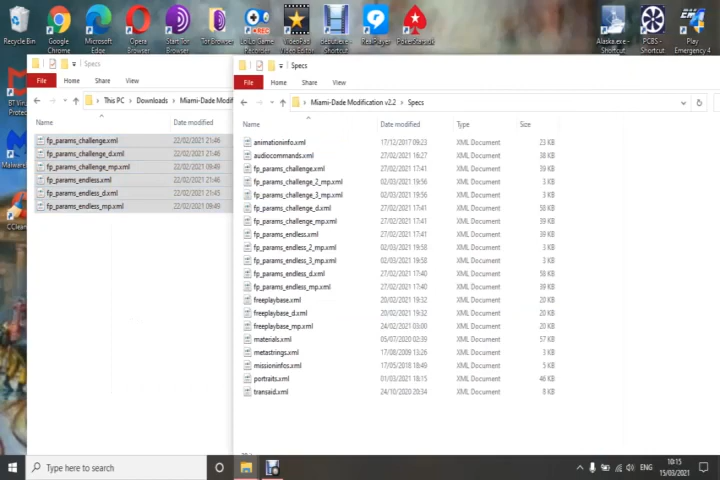 Recycle Bin
Google Chrome
Microsoft Edge
Opera Browser
Start Tor Browser
Tor Browser
LoiLo Game Recorder
VideoPad Video Editor
RealPlayer
PokerStars.uk
Alaska.exe - Shortcut
PCBS - Shortcut
Play Emergency 4
BT Virus Protect
Malware
CClean
Specs
File
Home
Share
View
This PC > Downloads > Miami-Dade Modif
Name
Date modified
fp_params_challenge.xml 22/02/2021 21:46
fp_params_challenge_d.xml 22/02/2021 21:46
fp_params_challenge_mp.xml 22/02/2021 09:49
fp_params_endless.xml 22/02/2021 21:46
fp_params_endless_d.xml 22/02/2021 21:45
fp_params_endless_mp.xml 22/02/2021 09:49
Specs
File
Home
Share
View
Miami-Dade Modification v2.2 > Specs
Name
Date modified
Type
Size
animationinfo.xml 17/12/2017 09:23 XML Document 23 KB
audiocommands.xml 27/02/2021 16:27 XML Document 38 KB
fp_params_challenge.xml 27/02/2021 17:41 XML Document 39 KB
fp_params_challenge_2_mp.xml 02/03/2021 19:56 XML Document 3 KB
fp_params_challenge_3_mp.xml 02/03/2021 19:56 XML Document 3 KB
fp_params_challenge_d.xml 27/02/2021 17:41 XML Document 58 KB
fp_params_challenge_mp.xml 27/02/2021 17:41 XML Document 39 KB
fp_params_endless.xml 27/02/2021 17:41 XML Document 39 KB
fp_params_endless_2_mp.xml 02/03/2021 19:58 XML Document 3 KB
fp_params_endless_3_mp.xml 02/03/2021 19:58 XML Document 3 KB
fp_params_endless_d.xml 27/02/2021 17:40 XML Document 58 KB
fp_params_endless_mp.xml 27/02/2021 17:40 XML Document 39 KB
freeplaybase.xml 20/02/2021 19:32 XML Document 20 KB
freeplaybase_d.xml 20/02/2021 19:32 XML Document 20 KB
freeplaybase_mp.xml 24/02/2021 03:00 XML Document 20 KB
materials.xml 05/07/2020 02:39 XML Document 57 KB
metastrings.xml 17/08/2009 13:26 XML Document 3 KB
missioninfos.xml 17/05/2018 18:49 XML Document 5 KB
portraits.xml 01/03/2021 18:15 XML Document 46 KB
transaid.xml 24/10/2020 20:34 XML Document 8 KB
Type here to search
ENG
10:15
15/03/2021